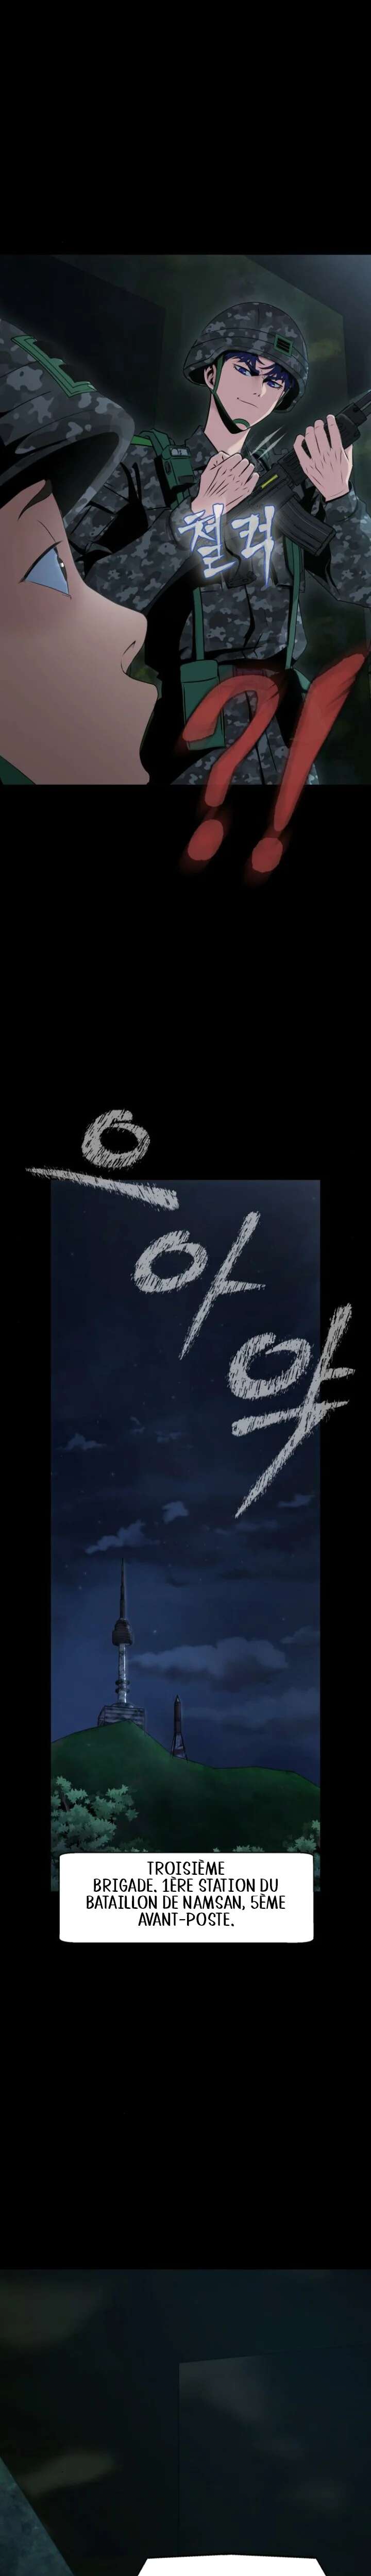 철컥
?!
으
아
악
TROISIÈME
BRIGADE. 1ÈRE STATION DU
BATAILLON DE NAMSAN, 5ÈME
AVANT-POSTE.